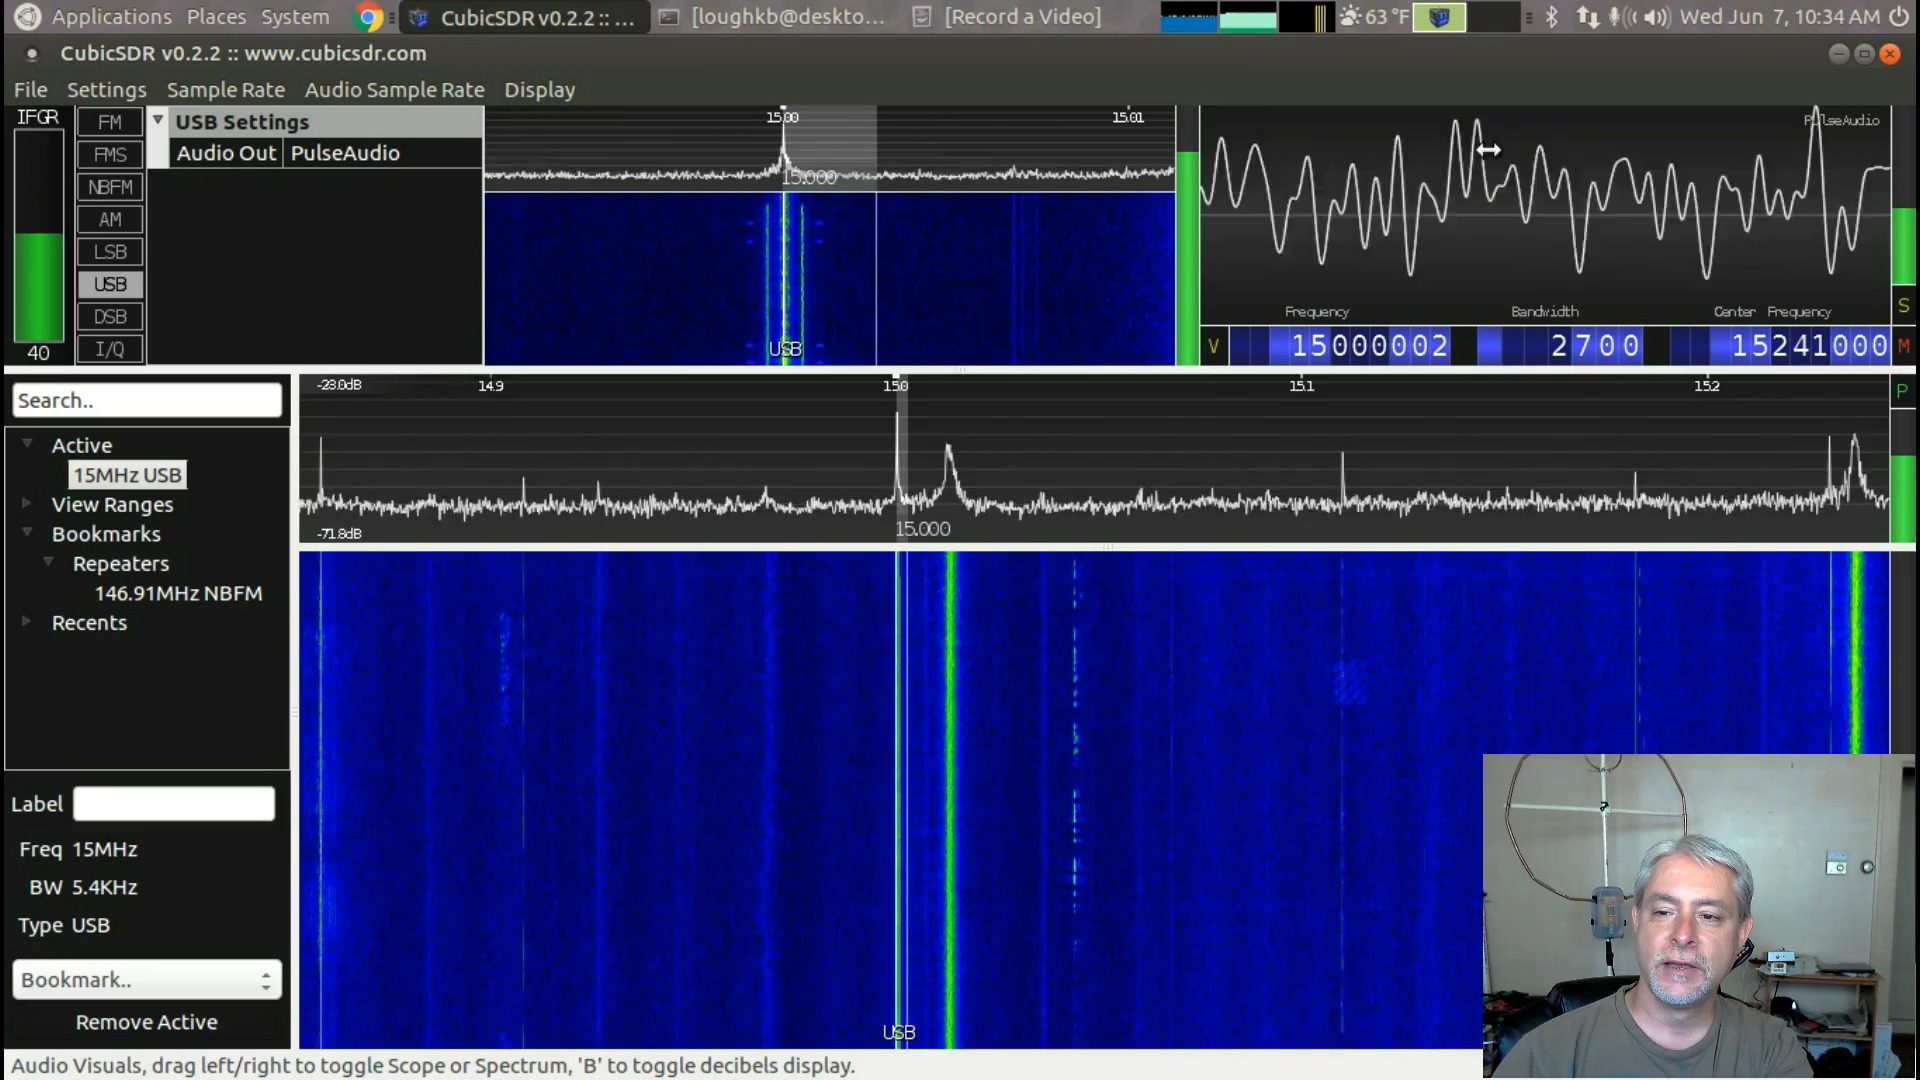 Applications Places System
CubicSDR v0.2.2 :: ...
[loughkb@deskto...
[Record a Video]
63 °F
Wed Jun 7, 10:34 AM
CubicSDR v0.2.2 :: www.cubicsdr.com
File Settings Sample Rate Audio Sample Rate Display
IFGR
40
FM
FMS
NBFM
AM
LSB
USB
DSB
I/Q
USB Settings
Audio Out PulseAudio
15.00 15.01
15.000
USB
PulseAudio
Frequency Bandwidth Center Frequency
V 15000002 2700 15241000 M
S
P
Search..
Active
15MHz USB
View Ranges
Bookmarks
Repeaters
146.91MHz NBFM
Recents
Label
Freq 15MHz
BW 5.4KHz
Type USB
Bookmark..
Remove Active
-23.0dB 14.9 15.0 15.1 15.2
-71.8dB 15.000
USB
Audio Visuals, drag left/right to toggle Scope or Spectrum, 'B' to toggle decibels display.